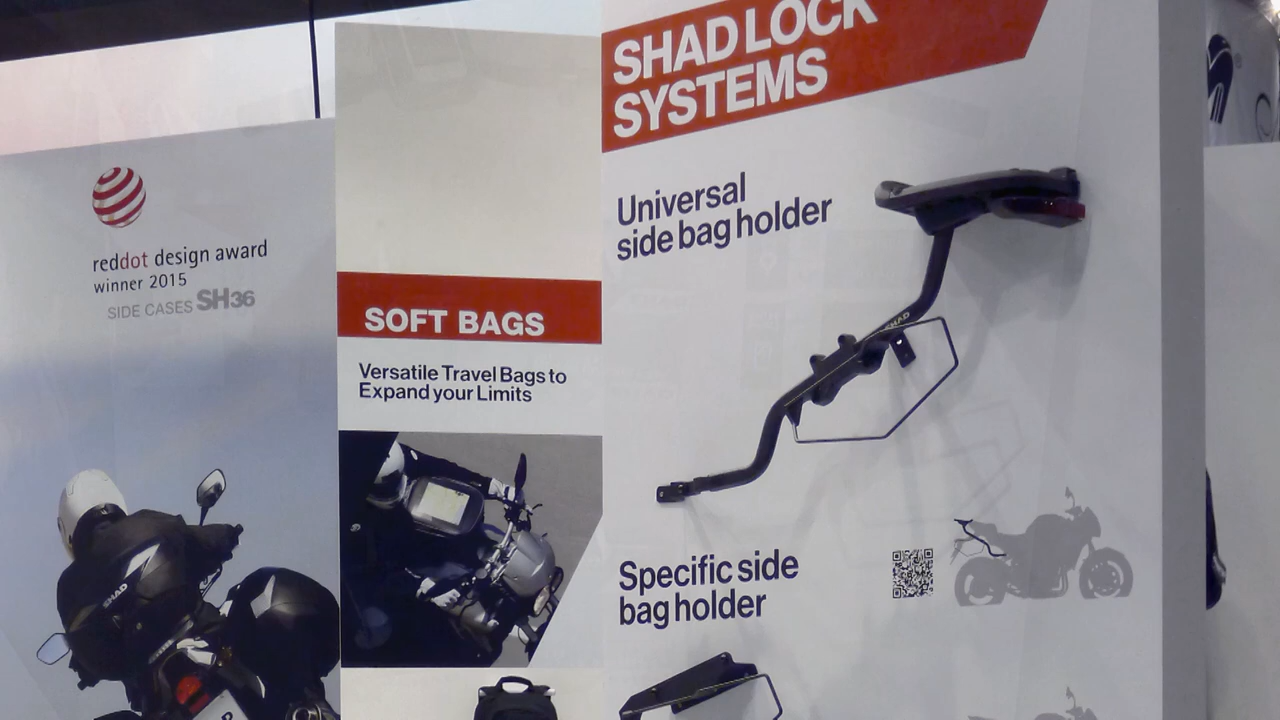 reddot design award
winner 2015
SIDE CASES SH36
SHAD
SOFT BAGS
Versatile Travel Bags to
Expand your Limits
SHAD LOCK
SYSTEMS
Universal
side bag holder
SHAD
Specific side
bag holder